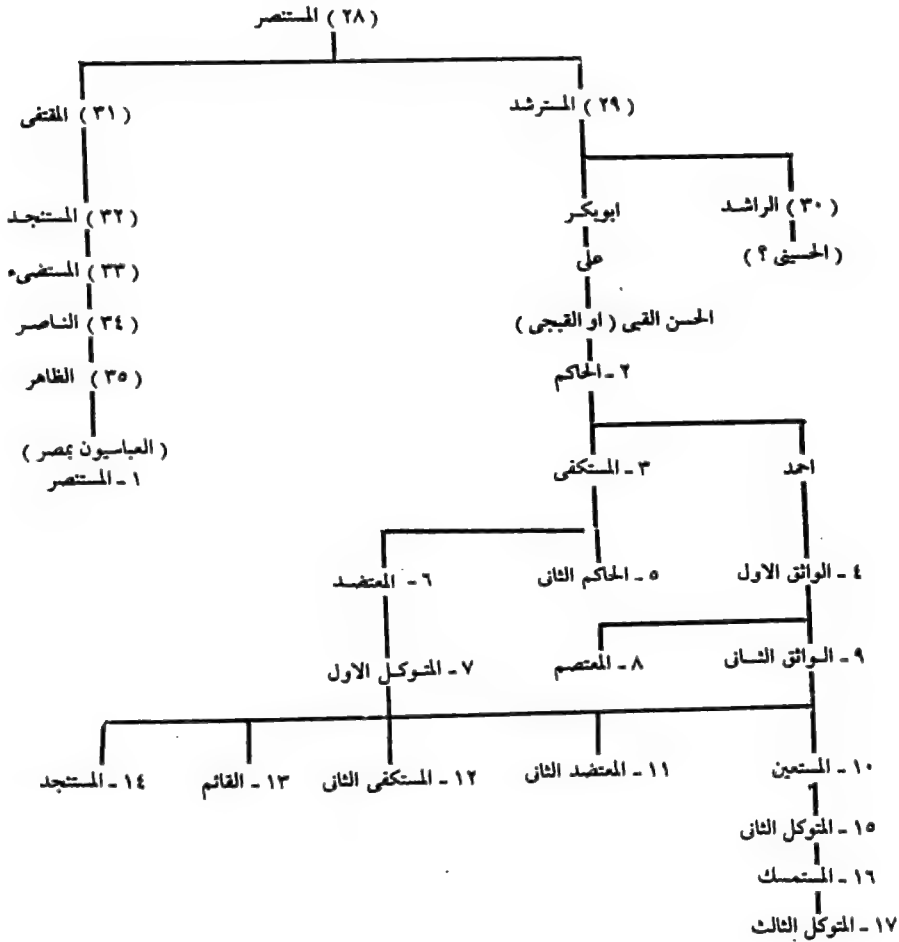 ( ٢٨ ) المستنصر
( ٢٩ ) المسترشد
( ٣١ ) المقتفى
( ٣٠ ) الراشد
ابوبكر
( ٣٢ ) المستنجد
( الحسينى ؟ )
على
( ٣٣ ) المستضىء
الحسن القبى ( او القبجى )
( ٣٤ ) الناصر
٢ ـ الحاكم
( ٣٥ ) الظاهر
( العباسيون بمصر )
١ ـ المستنصر
احمد
٣ ـ المستكفى
٤ ـ الواثق الاول
٥ ـ الحاكم الثانى
٦ ـ المعتضد
٩ ـ الواثق الثانى
٨ ـ المعتصم
٧ ـ المتوكل الاول
١٠ ـ المستعين
١١ ـ المعتضد الثانى
١٢ ـ المستكفى الثانى
١٣ ـ القائم
١٤ ـ المستنجد
١٥ ـ المتوكل الثانى
١٦ ـ المستمسك
١٧ ـ المتوكل الثالث